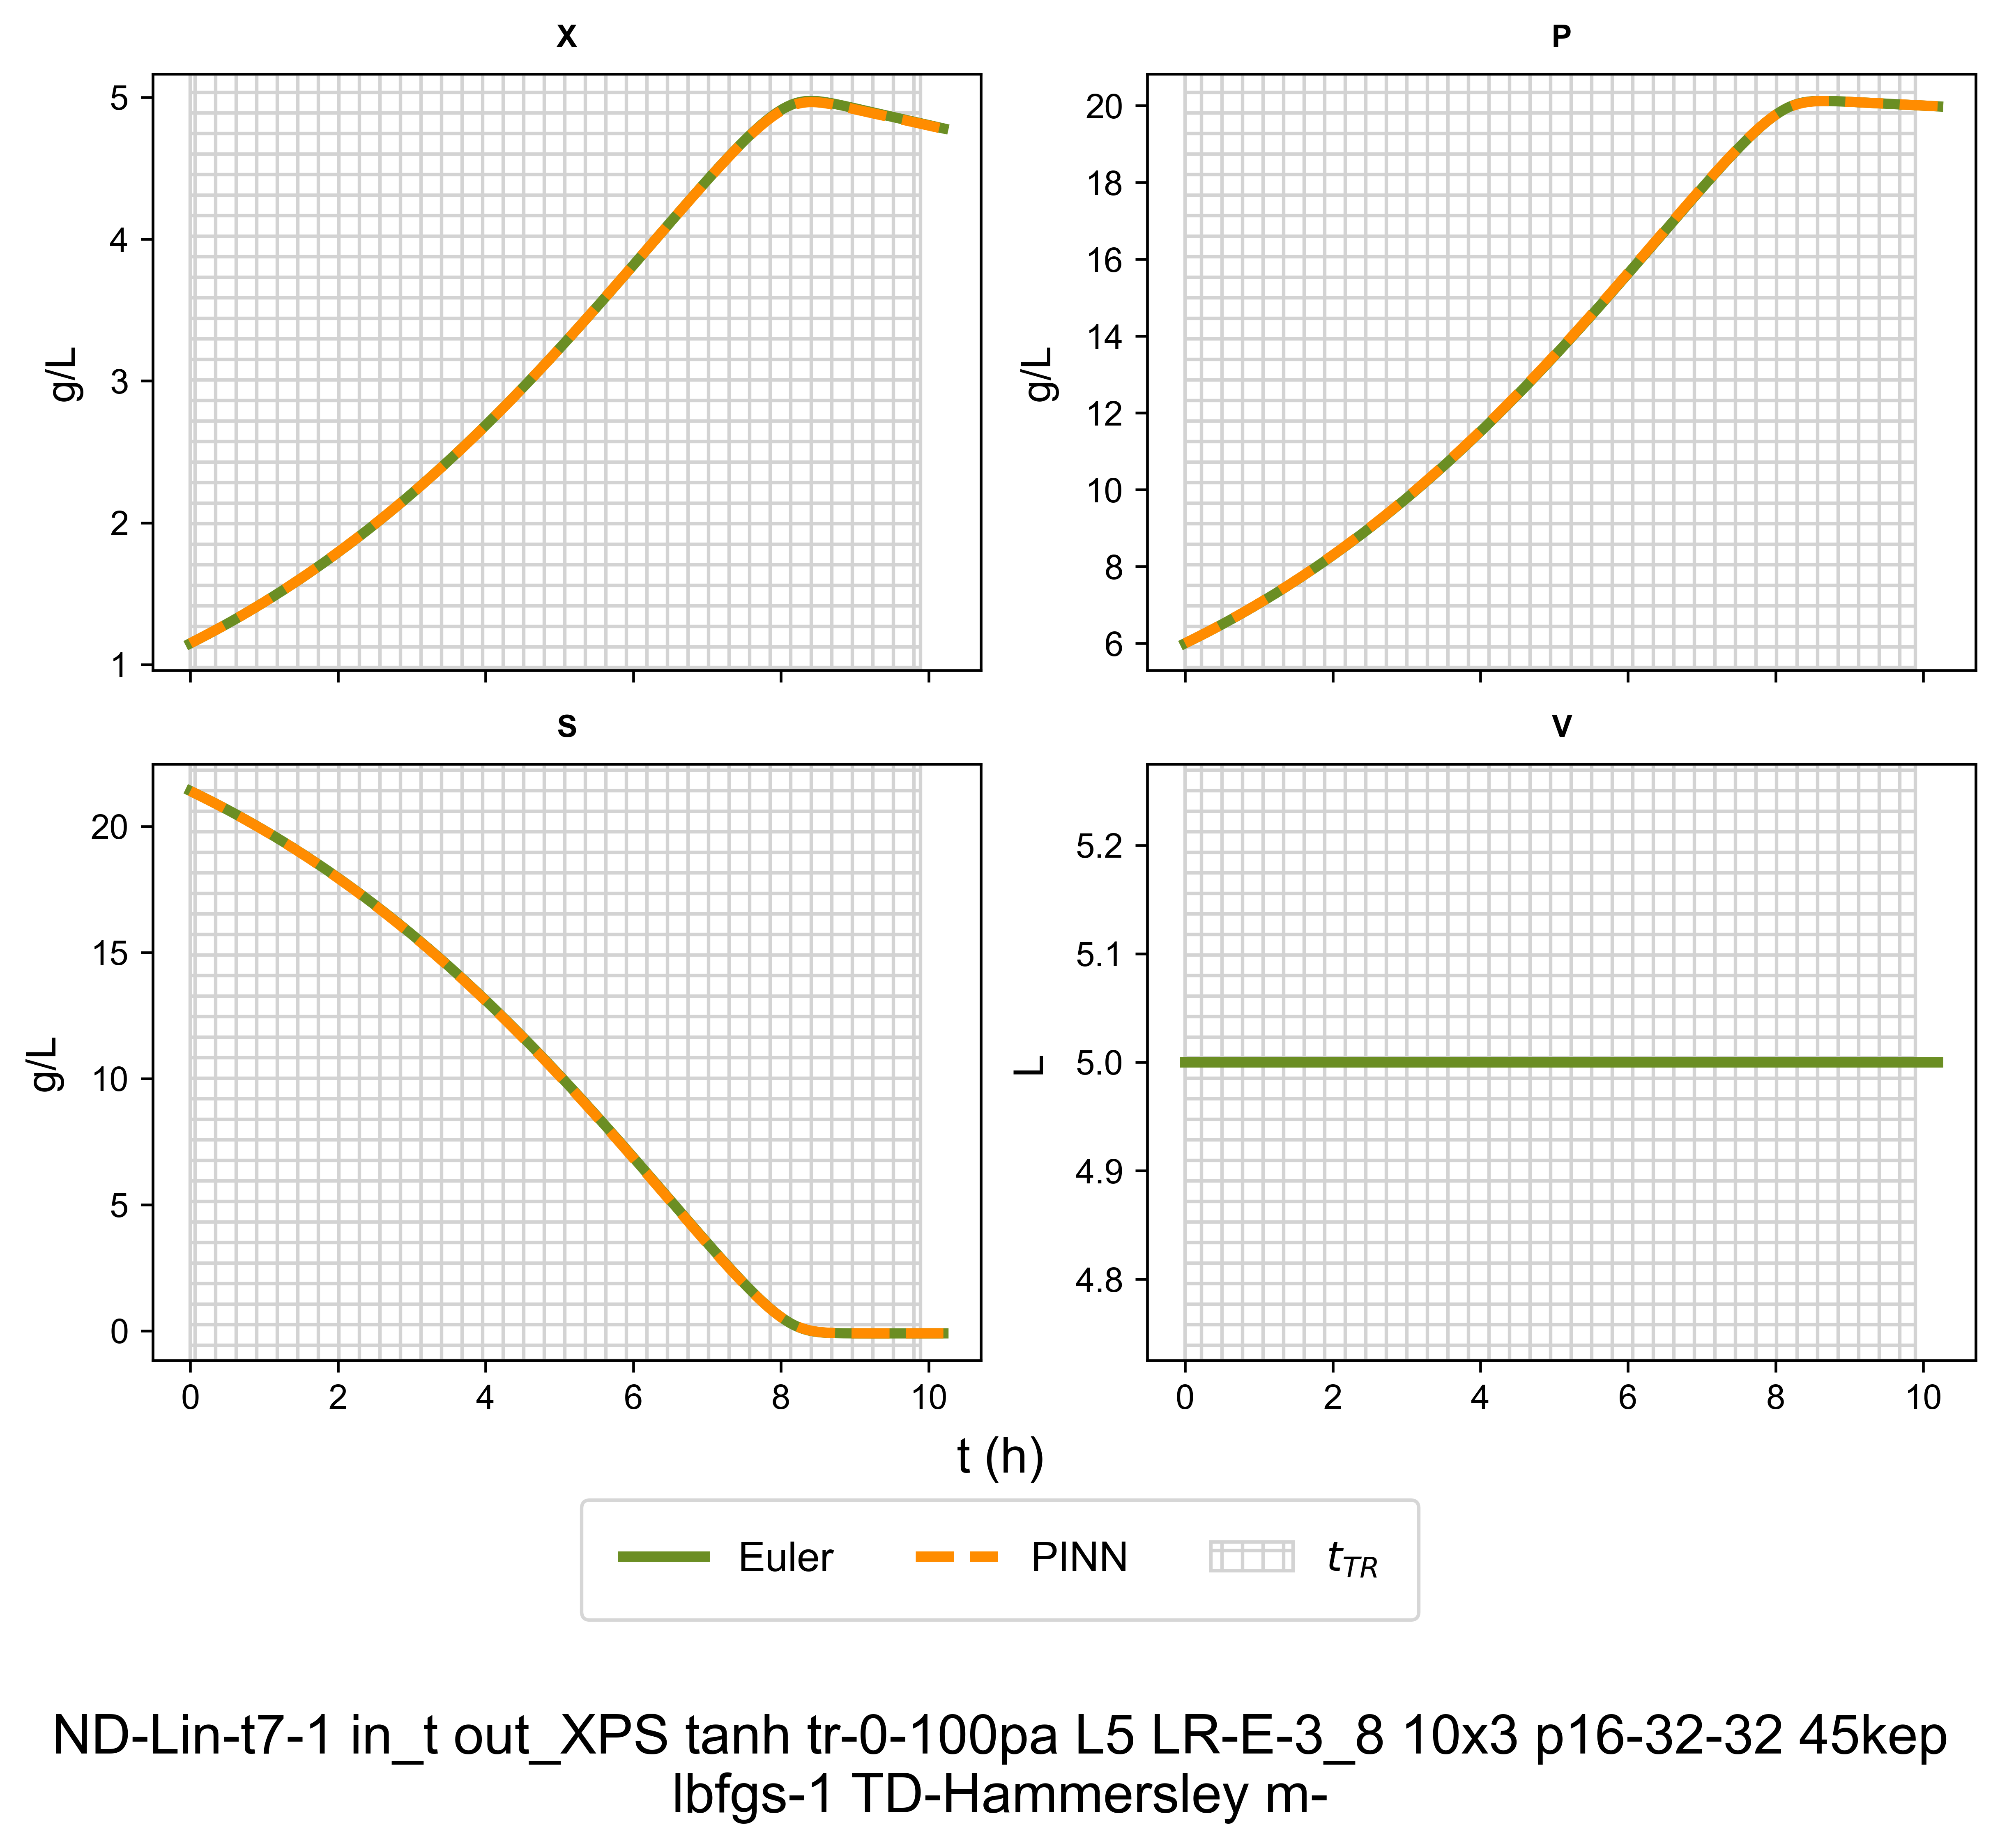 X
P
5
4
3
2
1
g/L
20
18
16
14
12
10
8
6
g/L
S
V
20
15
10
5
0
g/L
0 2 4 6 8 10
5.2
5.1
5.0
4.9
4.8
L
0 2 4 6 8 10
t (h)
Euler PINN t_{TR}
ND-Lin-t7-1 in_t out_XPS tanh tr-0-100pa L5 LR-E-3_8 10x3 p16-32-32 45kep
lbfgs-1 TD-Hammersley m-